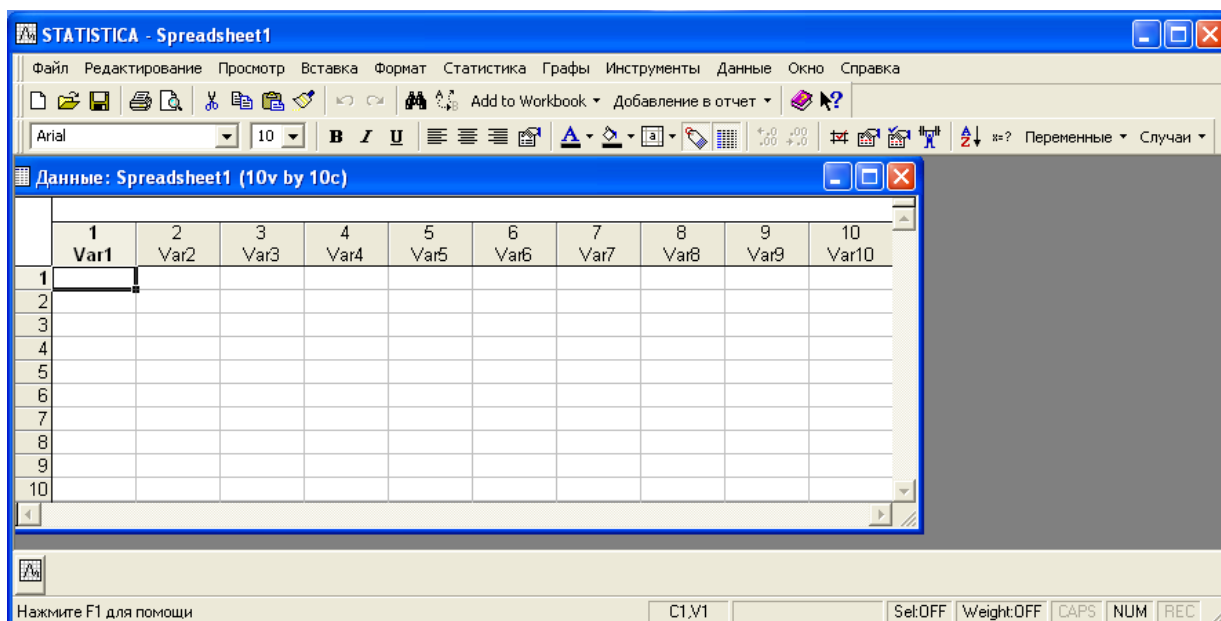 STATISTICA - Spreadsheet1
Файл Редактирование Просмотр Вставка Формат Статистика Графы Инструменты Данные Окно Справка
Add to Workbook Добавление в отчет
Arial 10 B I U Переменные Случаи
Данные: Spreadsheet1 (10v by 10c)
1 2 3 4 5 6 7 8 9 10
Var1 Var2 Var3 Var4 Var5 Var6 Var7 Var8 Var9 Var10
1
2
3
4
5
6
7
8
9
10
Нажмите F1 для помощи C1,V1 Sel:OFF Weight:OFF CAPS NUM REC